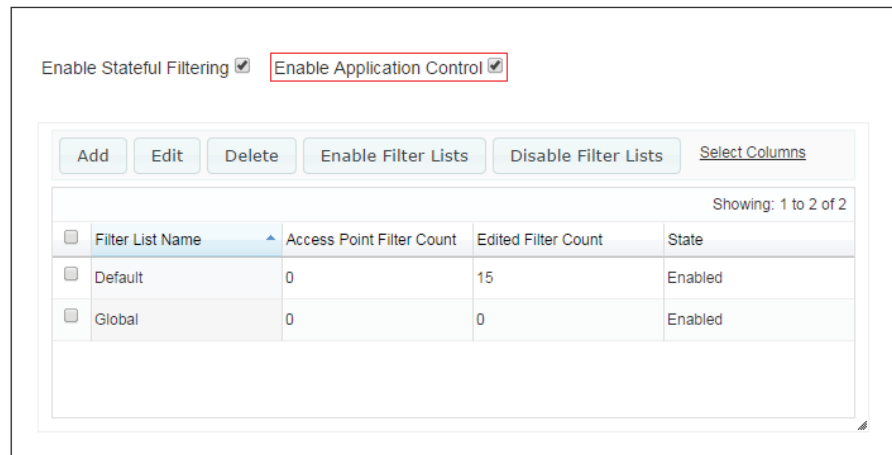 Enable Stateful Filtering Enable Application Control
Add Edit Delete Enable Filter Lists Disable Filter Lists Select Columns
Showing: 1 to 2 of 2
Filter List Name Access Point Filter Count Edited Filter Count State
Default 0 15 Enabled
Global 0 0 Enabled